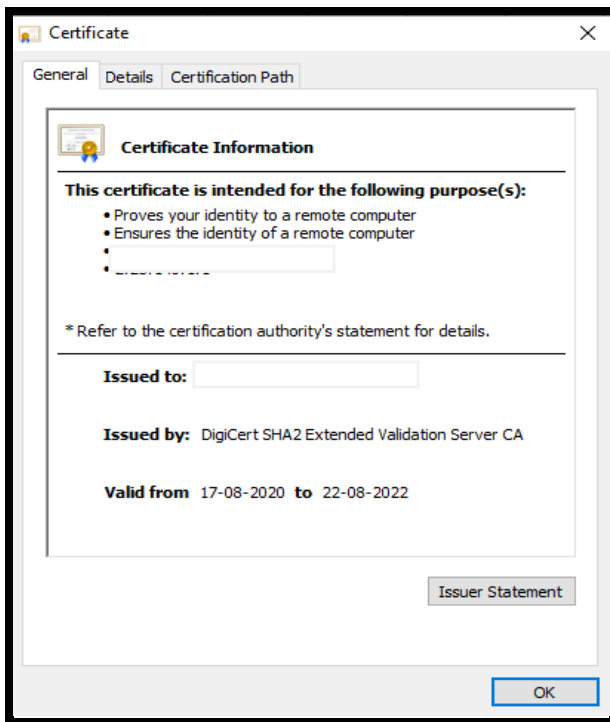 Certificate
General Details Certification Path
Certificate Information
This certificate is intended for the following purpose(s):
• Proves your identity to a remote computer
• Ensures the identity of a remote computer
•
•
* Refer to the certification authority's statement for details.
Issued to:
Issued by: DigiCert SHA2 Extended Validation Server CA
Valid from 17-08-2020 to 22-08-2022
Issuer Statement
OK